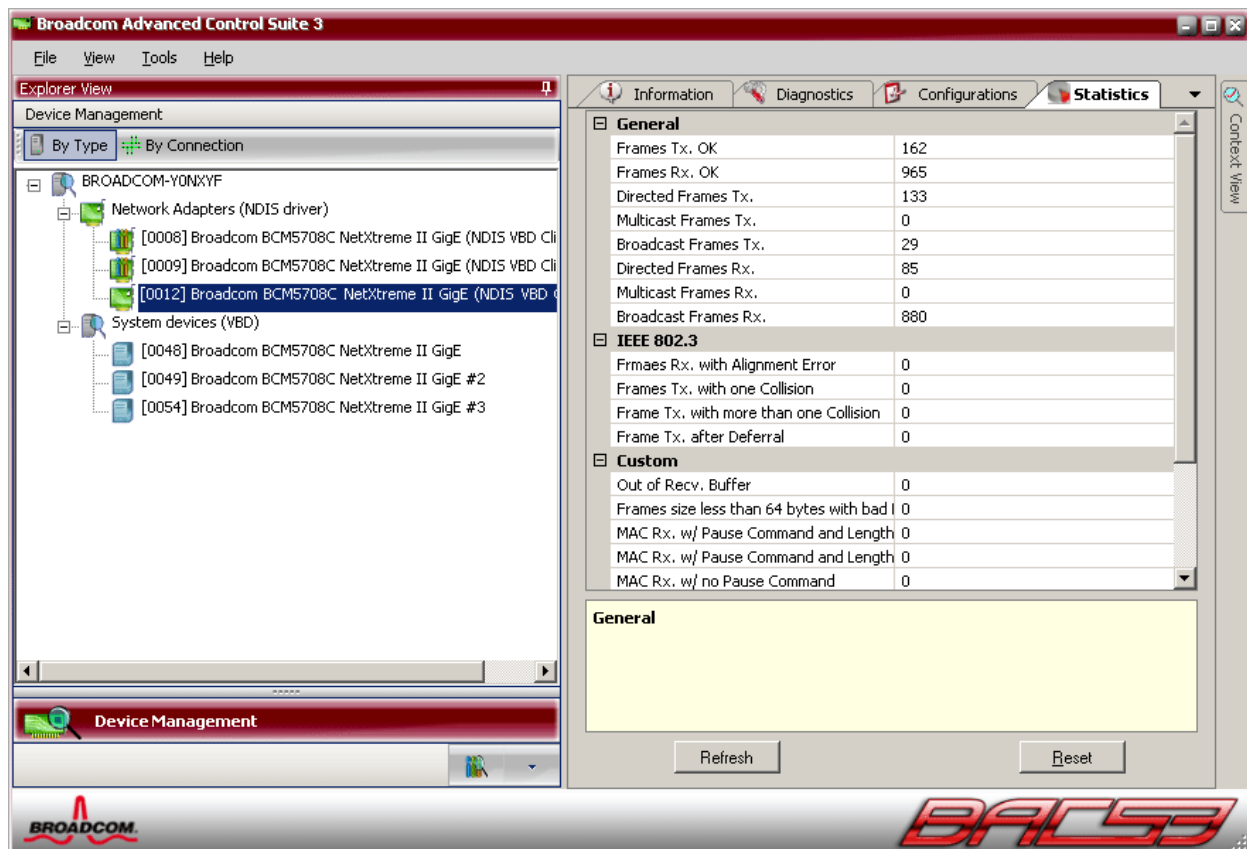 Broadcom Advanced Control Suite 3
File View Tools Help
Explorer View
Device Management
By Type By Connection
BROADCOM-Y0NXYF
Network Adapters (NDIS driver)
[0008] Broadcom BCM5708C NetXtreme II GigE (NDIS VBD Cli
[0009] Broadcom BCM5708C NetXtreme II GigE (NDIS VBD Cli
[0012] Broadcom BCM5708C NetXtreme II GigE (NDIS VBD
System devices (VBD)
[0048] Broadcom BCM5708C NetXtreme II GigE
[0049] Broadcom BCM5708C NetXtreme II GigE #2
[0054] Broadcom BCM5708C NetXtreme II GigE #3
Device Management
Information Diagnostics Configurations Statistics
General
Frames Tx. OK 162
Frames Rx. OK 965
Directed Frames Tx. 133
Multicast Frames Tx. 0
Broadcast Frames Tx. 29
Directed Frames Rx. 85
Multicast Frames Rx. 0
Broadcast Frames Rx. 880
IEEE 802.3
Frmaes Rx. with Alignment Error 0
Frames Tx. with one Collision 0
Frame Tx. with more than one Collision 0
Frame Tx. after Deferral 0
Custom
Out of Recv. Buffer 0
Frames size less than 64 bytes with bad 0
MAC Rx. w/ Pause Command and Length 0
MAC Rx. w/ Pause Command and Length 0
MAC Rx. w/ no Pause Command 0
General
Refresh Reset
Context View
BROADCOM.
BACS3